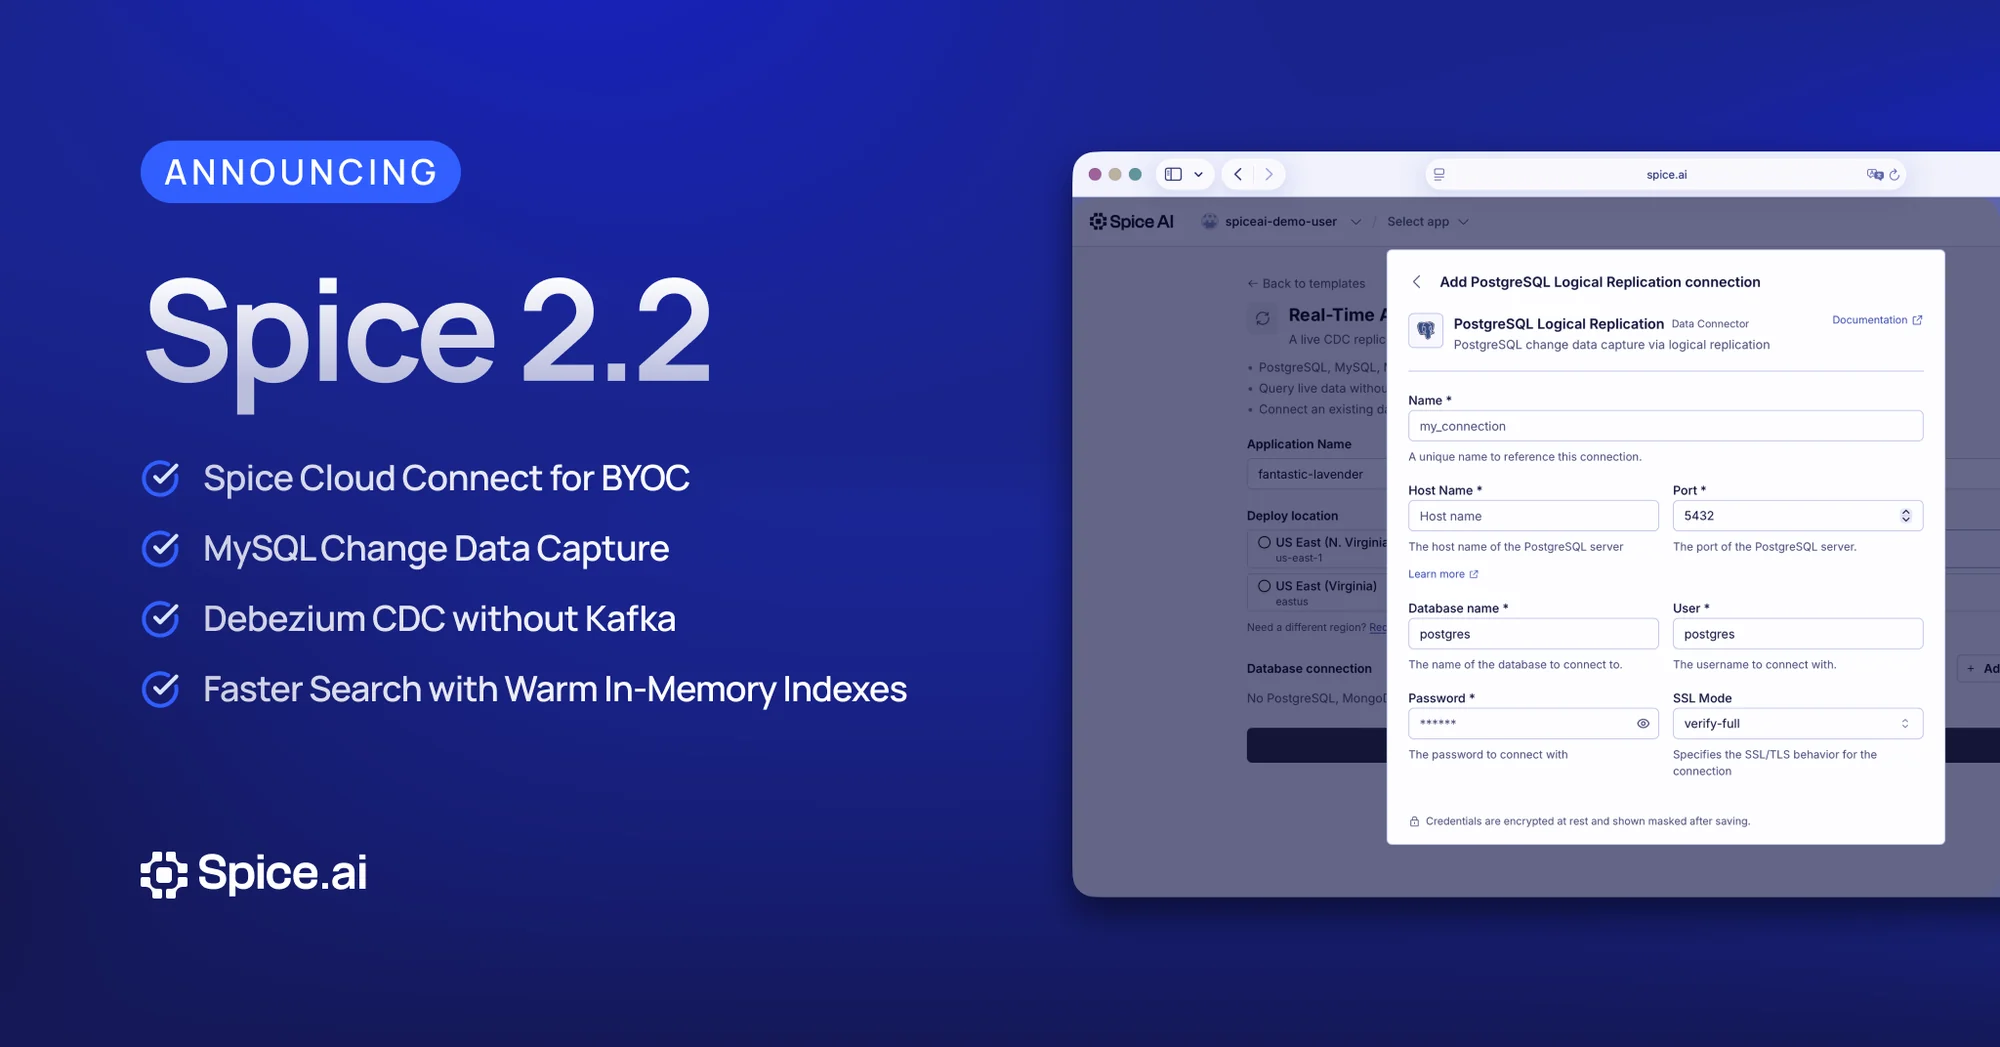 ANNOUNCING
Spice 2.2
Spice Cloud Connect for BYOC
MySQL Change Data Capture
Debezium CDC without Kafka
Faster Search with Warm In-Memory Indexes
Spice.ai
spice.ai
Spice AI
spiceai-demo-user
/
Select app
← Back to templates
Real-Time A
A live CDC replic
• PostgreSQL, MySQL, M
• Query live data withou
• Connect an existing da
Application Name
fantastic-lavender
Deploy location
US East (N. Virginia
us-east-1
US East (Virginia)
eastus
Need a different region? Rec
Database connection
+ Ad
No PostgreSQL, MongoD
Add PostgreSQL Logical Replication connection
PostgreSQL Logical Replication Data Connector
Documentation
PostgreSQL change data capture via logical replication
Name *
my_connection
A unique name to reference this connection.
Host Name *
Host name
The host name of the PostgreSQL server
Learn more
Port *
5432
The port of the PostgreSQL server.
Database name *
postgres
The name of the database to connect to.
User *
postgres
The username to connect with.
Password *
******
The password to connect with
SSL Mode
verify-full
Specifies the SSL/TLS behavior for the
connection
Credentials are encrypted at rest and shown masked after saving.